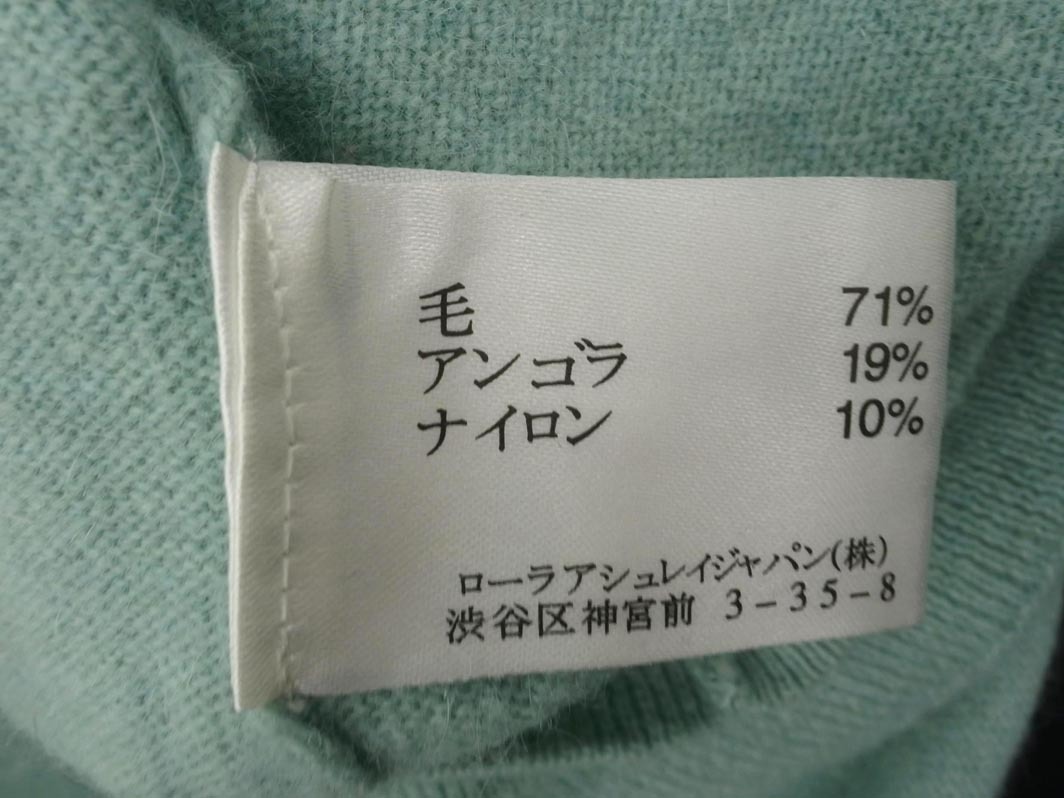 毛 71%
アンゴラ 19%
ナイロン 10%
ローラアシュレイジャパン(株)
渋谷区神宮前 3-35-8